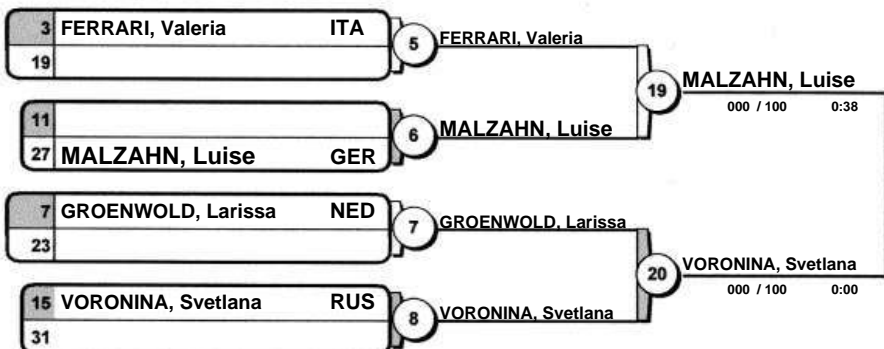 3 FERRARI, Valeria ITA
19
5 FERRARI, Valeria
11
27 MALZAHN, Luise GER
6 MALZAHN, Luise
19 MALZAHN, Luise
000 / 100 0:38
7 GROENWOLD, Larissa NED
23
7 GROENWOLD, Larissa
15 VORONINA, Svetlana RUS
31
8 VORONINA, Svetlana
20 VORONINA, Svetlana
000 / 100 0:00